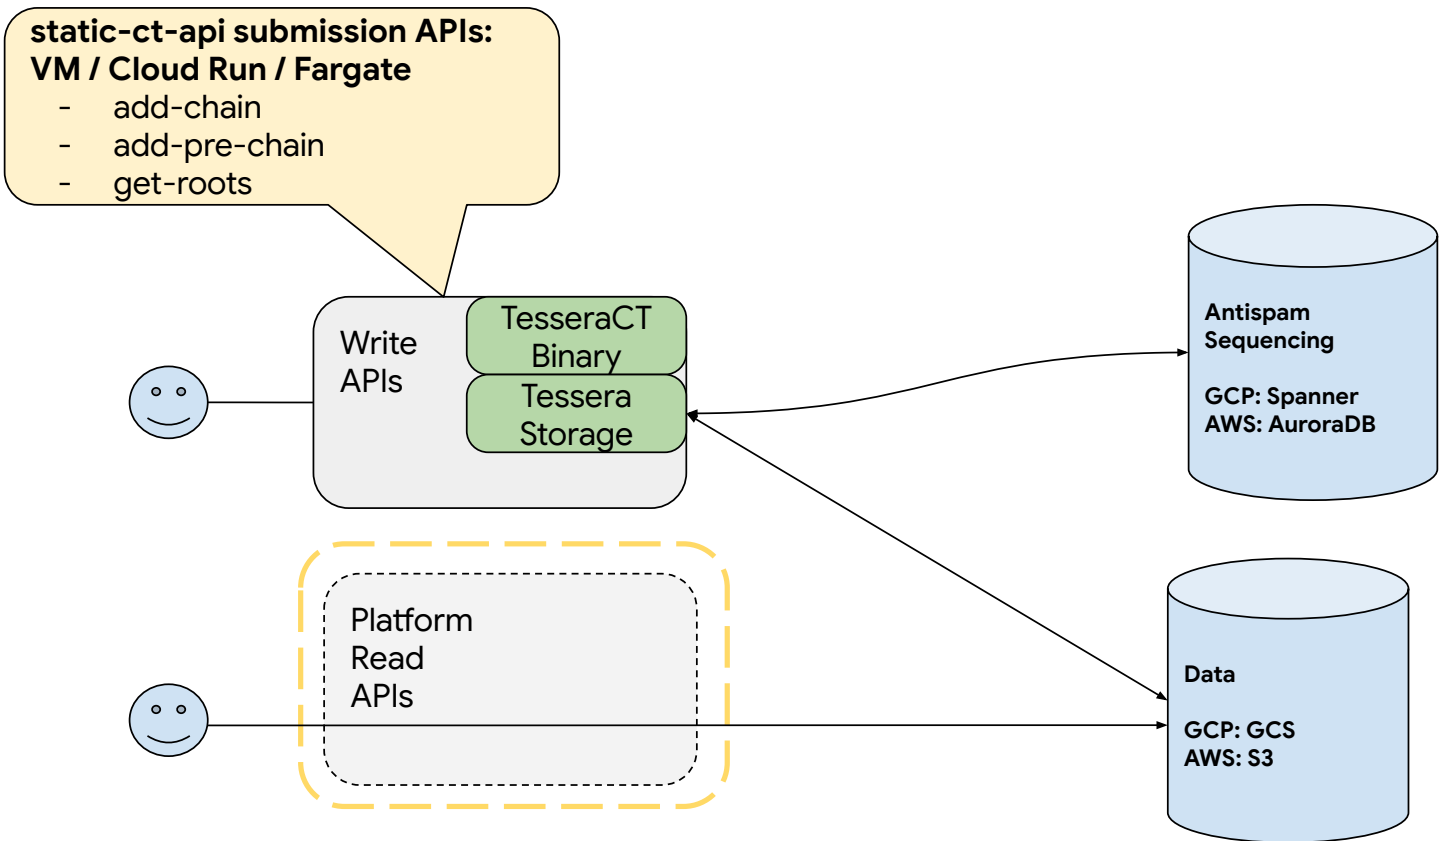 static-ct-api submission APIs:
VM / Cloud Run / Fargate
- add-chain
- add-pre-chain
- get-roots
Write
APIs
TesseraCT
Binary
Tessera
Storage
Antispam
Sequencing
GCP: Spanner
AWS: AuroraDB
Platform
Read
APIs
Data
GCP: GCS
AWS: S3